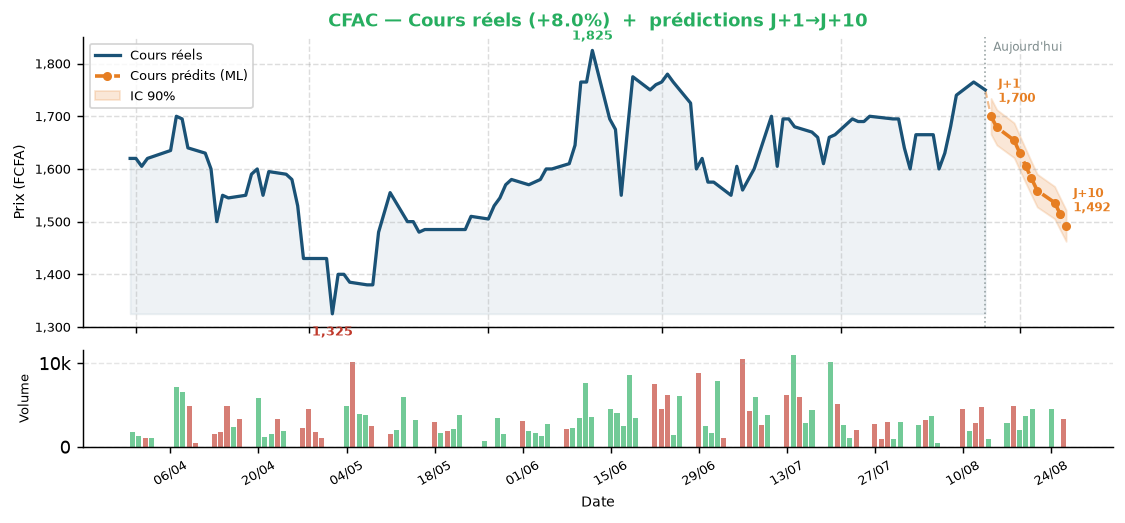 CFAC — Cours réels (+8.0%)  +  prédictions J+1→J+10
1,825
Aujourd'hui
Cours réels
Cours prédits (ML)
IC 90%
J+1
1,700
J+10
1,492
1,325
Prix (FCFA)
1,800
1,700
1,600
1,500
1,400
1,300
Volume
10k
0
06/04
20/04
04/05
18/05
01/06
15/06
29/06
13/07
27/07
10/08
24/08
Date